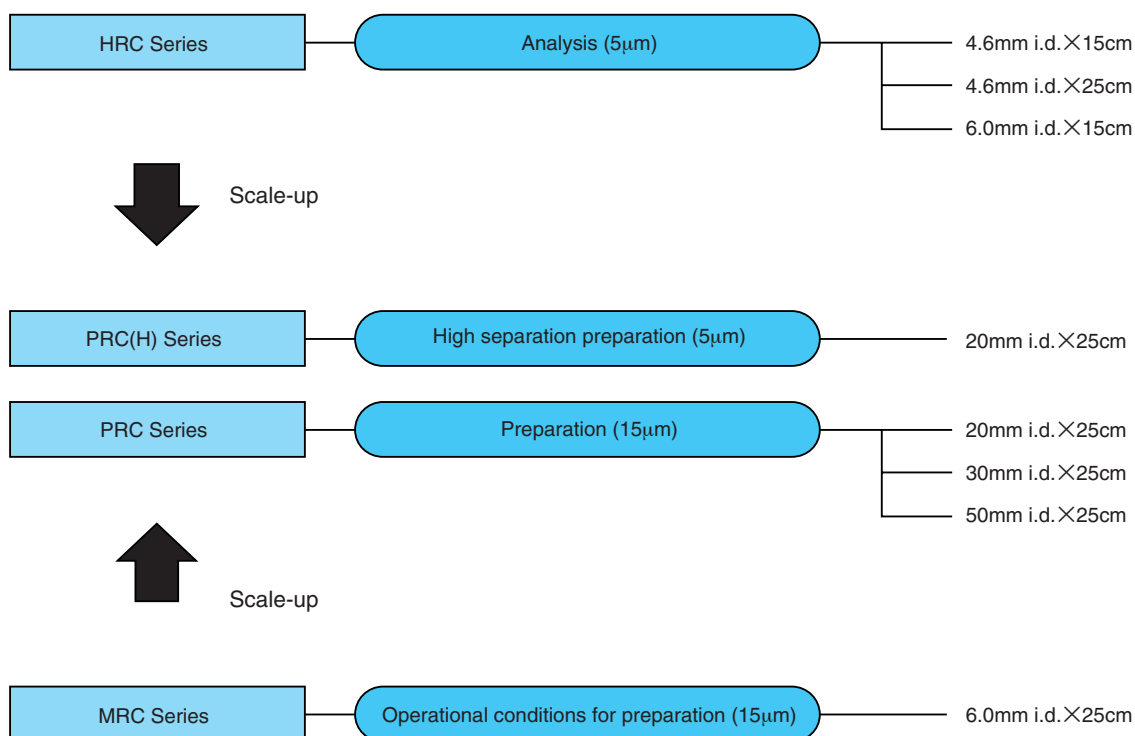 HRC Series
Analysis (5μm)
4.6mm i.d.×15cm
4.6mm i.d.×25cm
6.0mm i.d.×15cm
Scale-up
PRC(H) Series
High separation preparation (5μm)
20mm i.d.×25cm
PRC Series
Preparation (15μm)
20mm i.d.×25cm
30mm i.d.×25cm
50mm i.d.×25cm
Scale-up
MRC Series
Operational conditions for preparation (15μm)
6.0mm i.d.×25cm